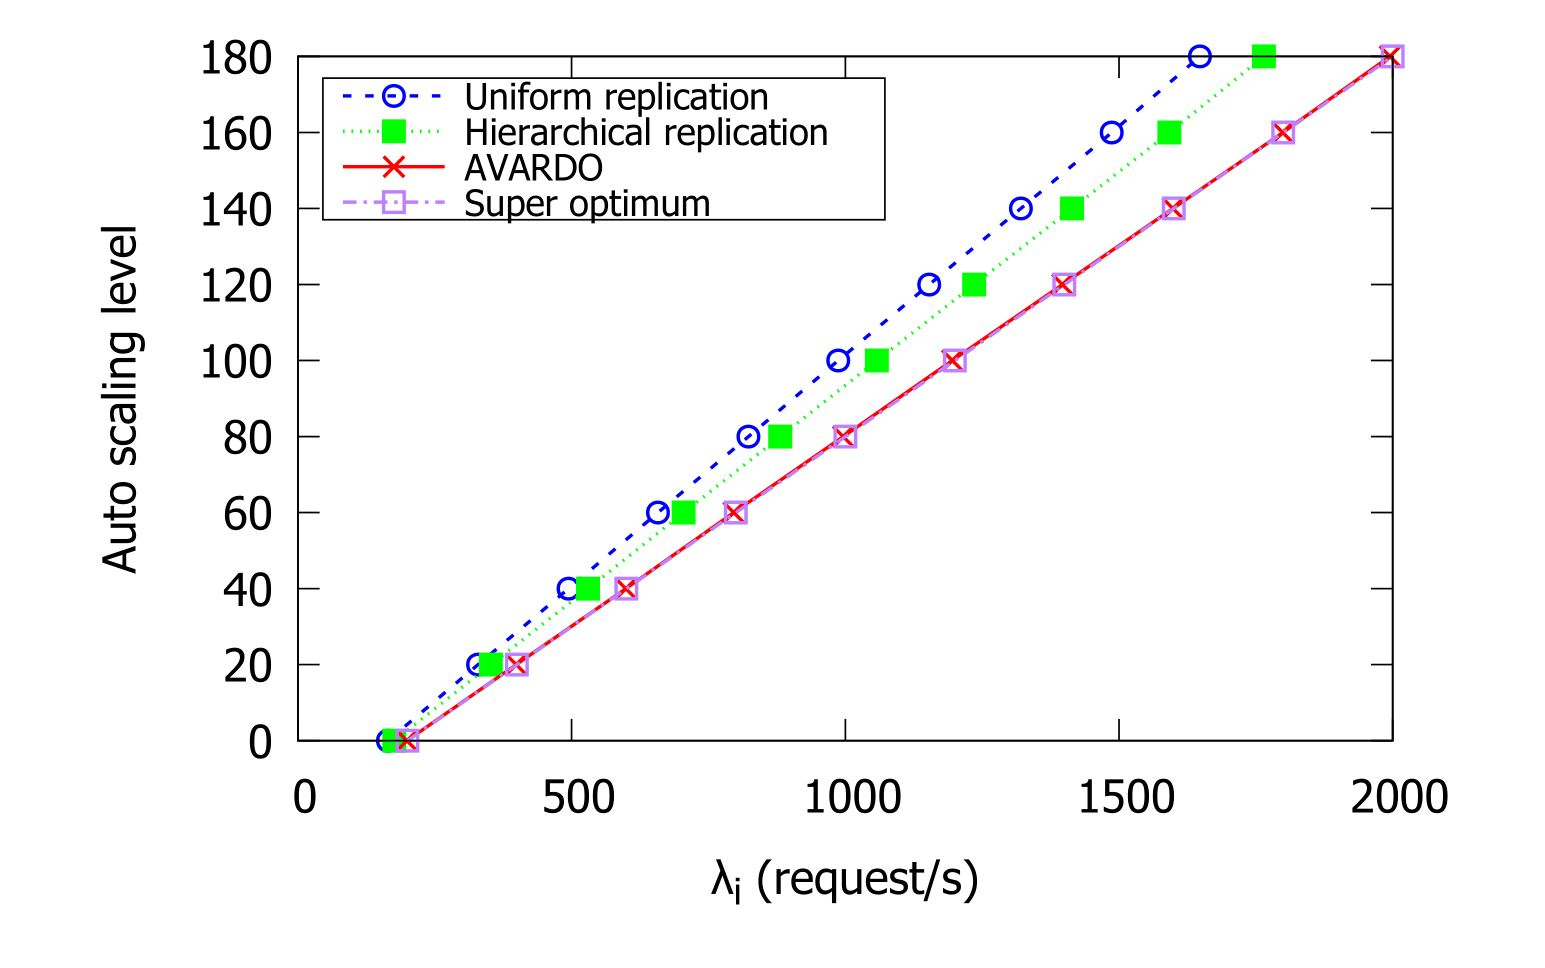 180
160
140
120
100
80
60
40
20
0
Auto scaling level
Uniform replication
Hierarchical replication
AVARDO
Super optimum
0 500 1000 1500 2000
λi (request/s)